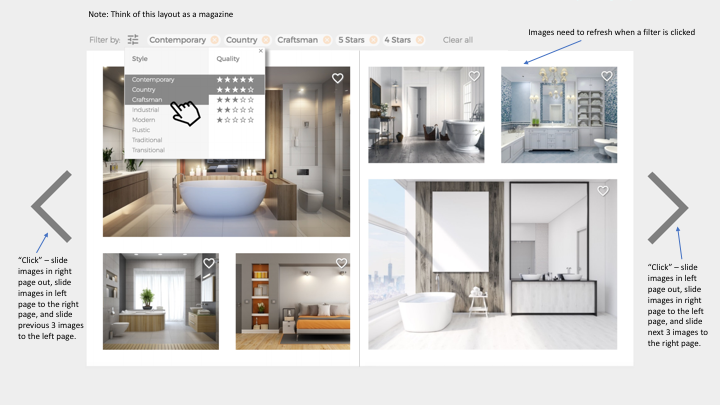 Note: Think of this layout as a magazine
Images need to refresh when a filter is clicked
Filter by: Contemporary Country Craftsman 5 Stars 4 Stars Clear all
Style Quality
Contemporary
Country
Craftsman
Industrial
Modern
Rustic
Traditional
Transitional
“Click” – slide
images in right
page out, slide
images in left
page to the right
page, and slide
previous 3 images
to the left page.
“Click” – slide
images in left
page out, slide
images in right
page to the left
page, and slide
next 3 images to
the right page.